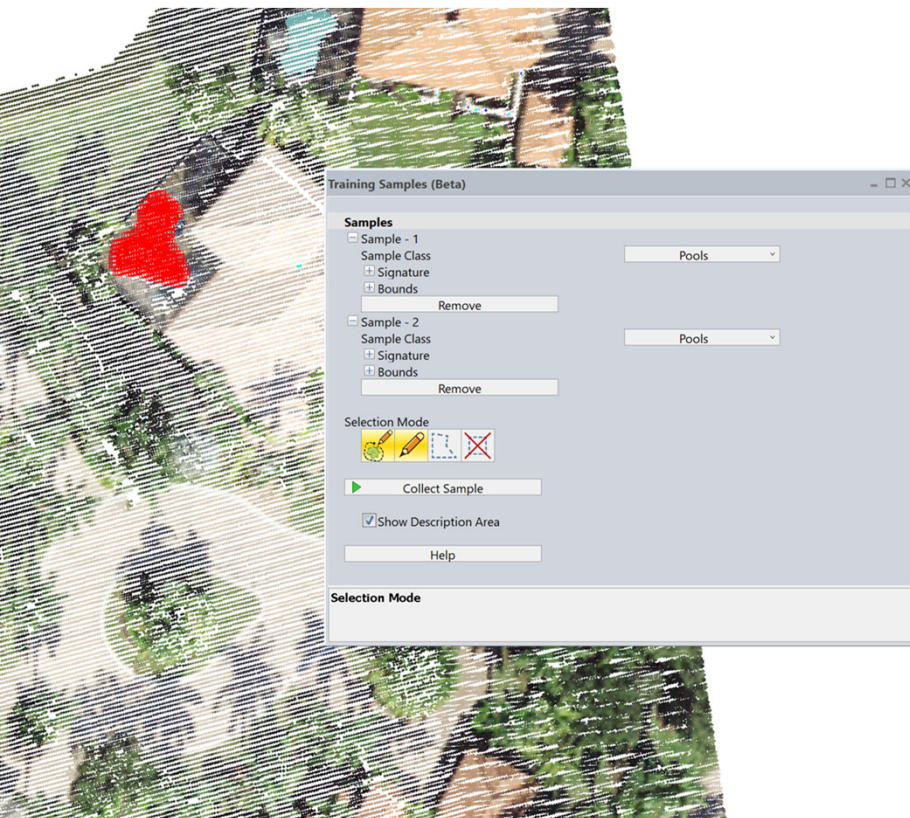 Training Samples (Beta)
Samples
Sample - 1
Sample Class Pools
Signature
Bounds
Remove
Sample - 2
Sample Class Pools
Signature
Bounds
Remove
Selection Mode
Collect Sample
Show Description Area
Help
Selection Mode